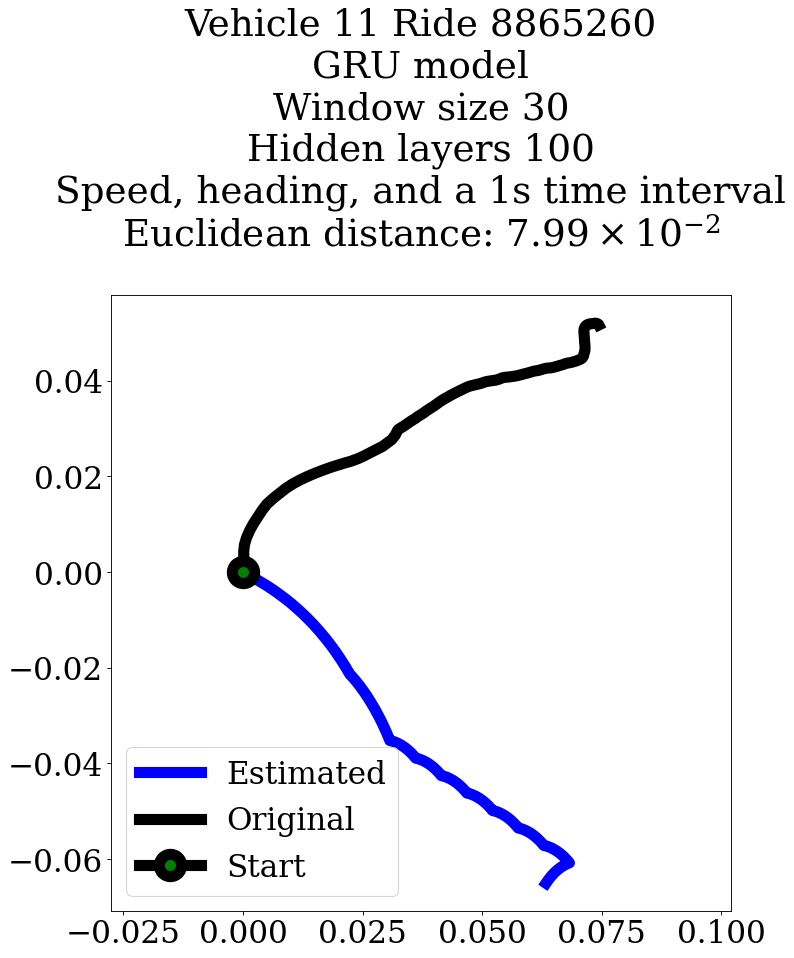 Vehicle 11 Ride 8865260
GRU model
Window size 30
Hidden layers 100
Speed, heading, and a 1s time interval
Euclidean distance: 7.99 × 10⁻²
0.04
0.02
0.00
−0.02
−0.04
−0.06
Estimated
Original
Start
−0.025 0.000 0.025 0.050 0.075 0.100